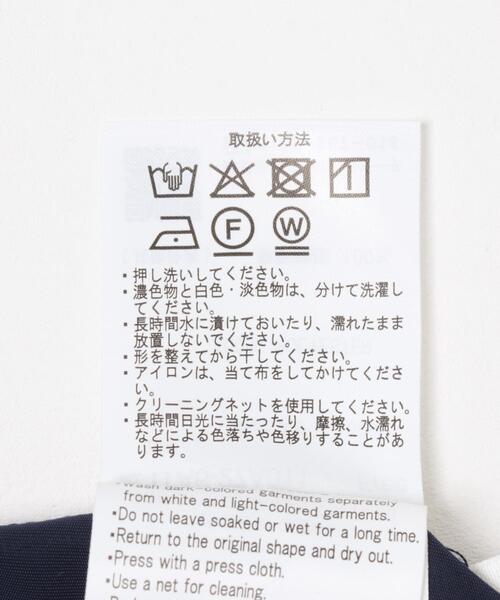 取扱い方法
F W
・押し洗いしてください。
・濃色物と白色・淡色物は、分けて洗濯し
てください。
・長時間水に漬けておいたり、濡れたまま
放置しないでください。
・形を整えてから干してください。
・アイロンは、当て布をしてかけてくださ
い。
・クリーニングネットを使用してください。
・長時間日光に当たったり、摩擦、水濡れ
などによる色落ちや色移りすることがあ
ります。
・Wash dark-colored garments separately
from white and light-colored garments.
・Do not leave soaked or wet for a long time.
・Return to the original shape and dry out.
・Press with a press cloth.
・Use a net for cleaning.